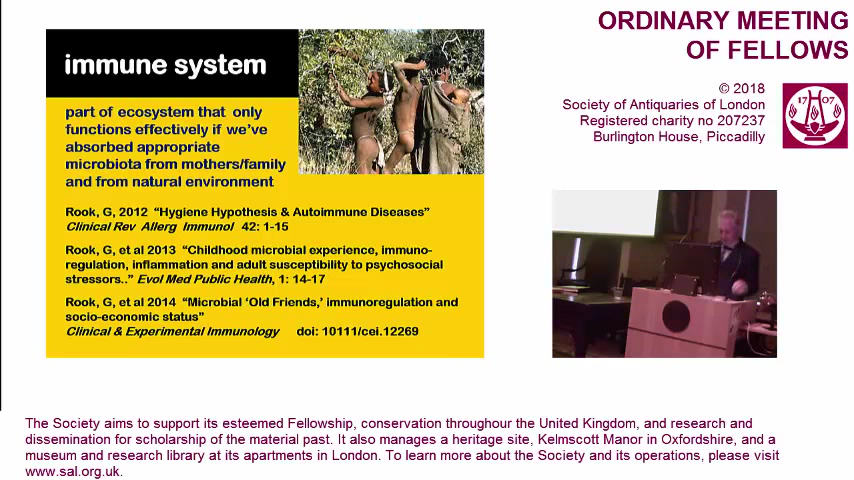 ORDINARY MEETING
OF FELLOWS
© 2018
Society of Antiquaries of London
Registered charity no 207237
Burlington House, Piccadilly
17 07
immune system
part of ecosystem that only
functions effectively if we've
absorbed appropriate
microbiota from mothers/family
and from natural environment
Rook, G, 2012 “Hygiene Hypothesis & Autoimmune Diseases”
Clinical Rev Allerg Immunol 42: 1-15
Rook, G, et al 2013 “Childhood microbial experience, immuno-
regulation, inflammation and adult susceptibility to psychosocial
stressors..” Evol Med Public Health, 1: 14-17
Rook, G, et al 2014 “Microbial ‘Old Friends,’ immunoregulation and
socio-economic status”
Clinical & Experimental Immunology doi: 10111/cei.12269
The Society aims to support its esteemed Fellowship, conservation throughour the United Kingdom, and research and
dissemination for scholarship of the material past. It also manages a heritage site, Kelmscott Manor in Oxfordshire, and a
museum and research library at its apartments in London. To learn more about the Society and its operations, please visit
www.sal.org.uk.